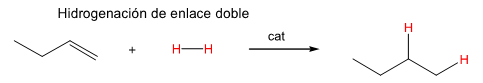 Hidrogenación de enlace doble
+ H H cat H H